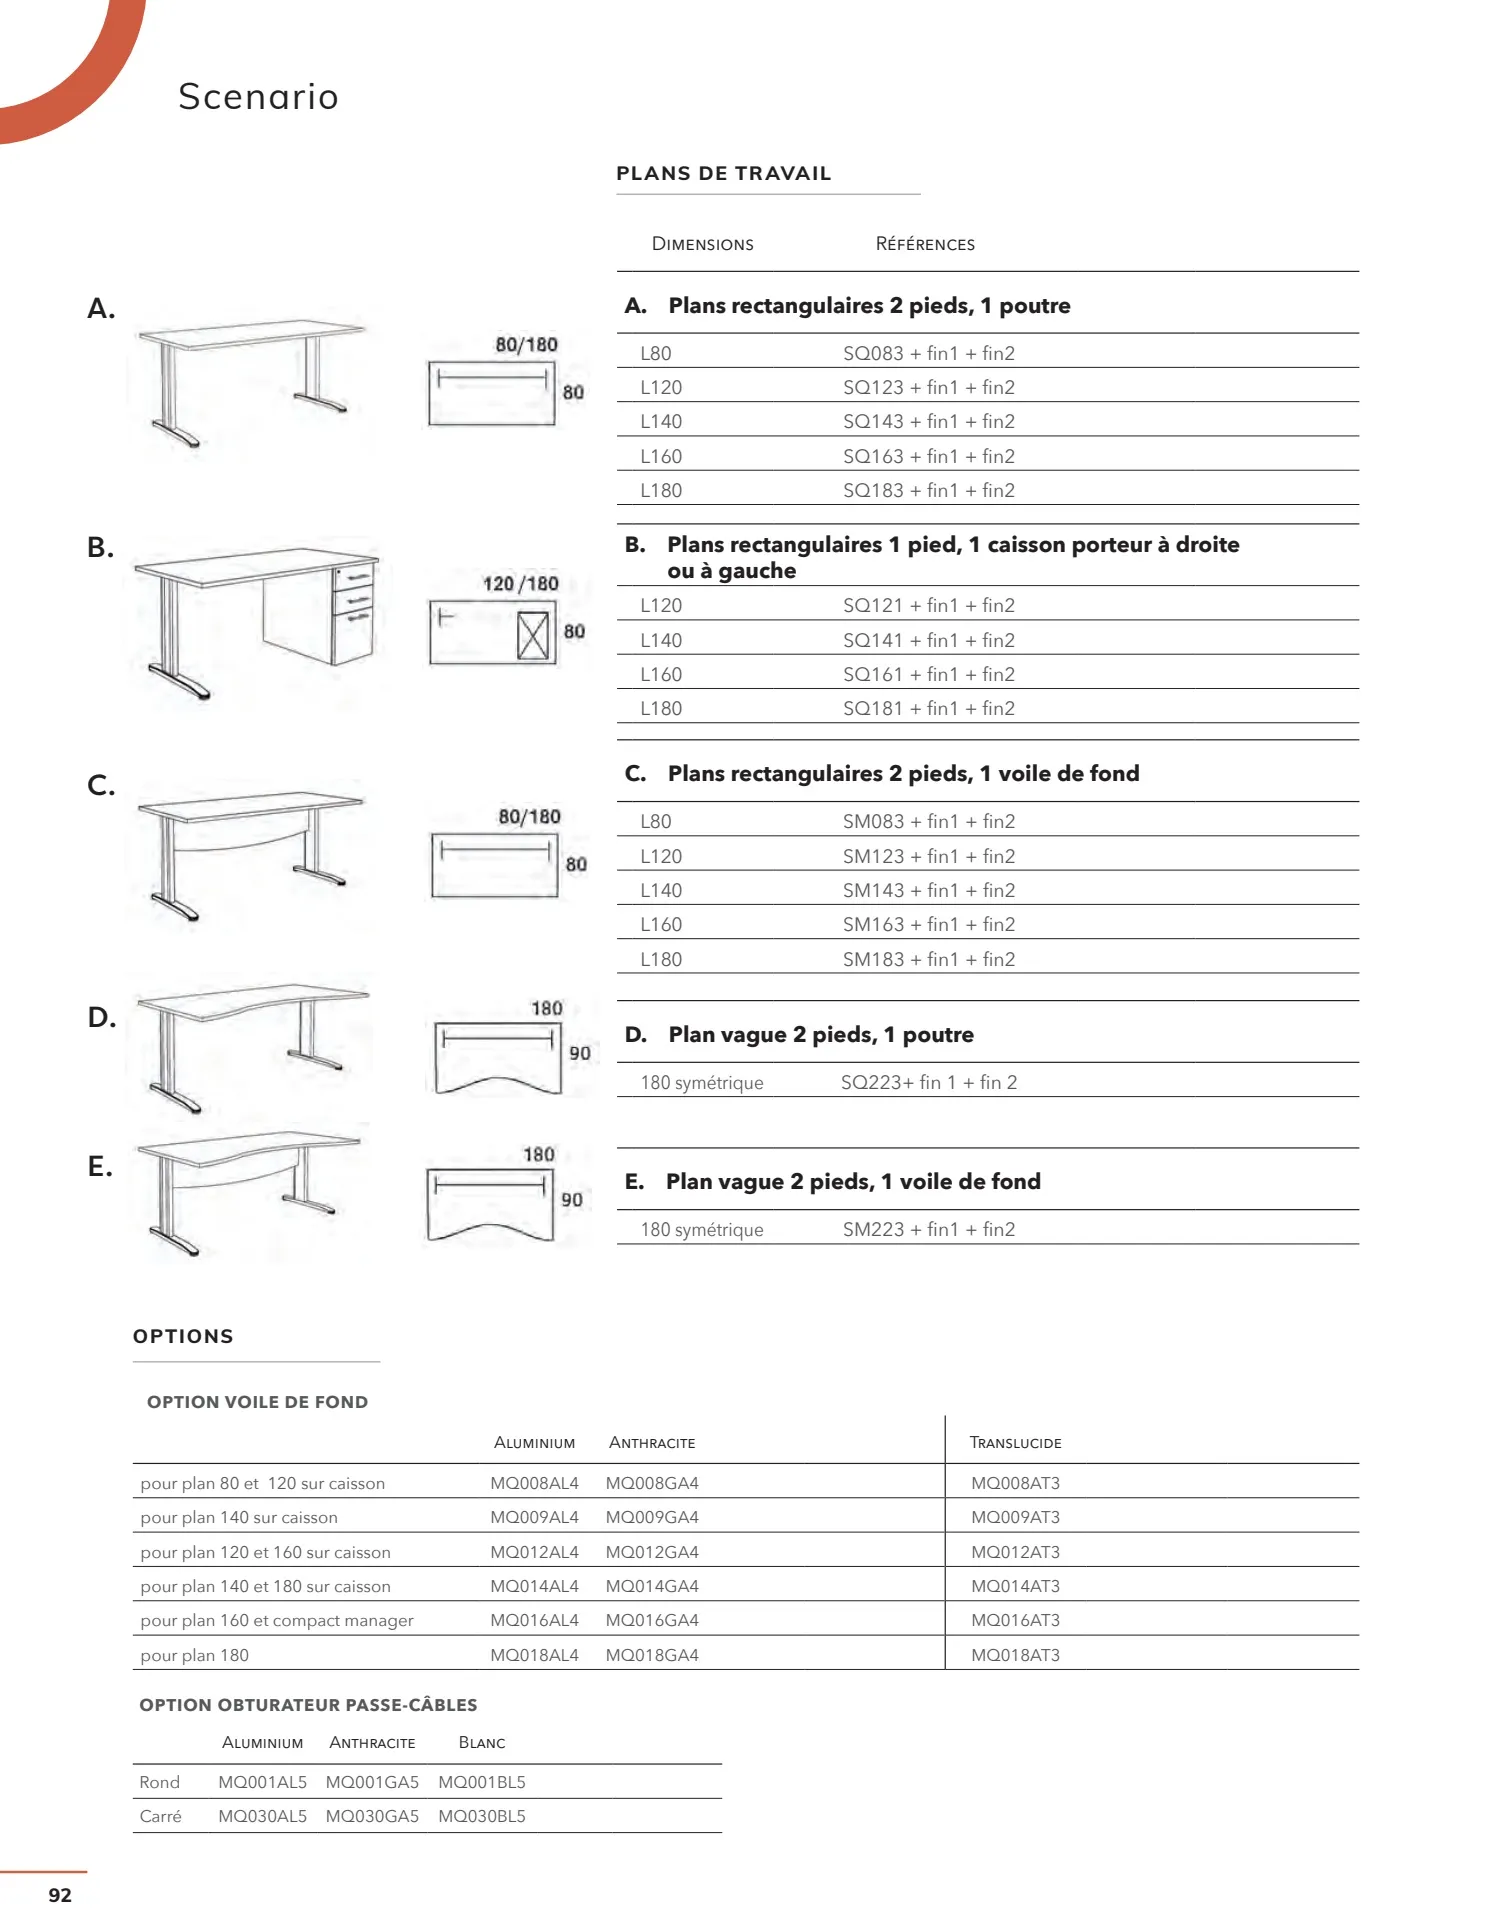 Scenario
PLANS DE TRAVAIL
Dimensions Références
A.
80/180
80
A. Plans rectangulaires 2 pieds, 1 poutre
L80 SQ083 + fin1 + fin2
L120 SQ123 + fin1 + fin2
L140 SQ143 + fin1 + fin2
L160 SQ163 + fin1 + fin2
L180 SQ183 + fin1 + fin2
B.
120/180
80
B. Plans rectangulaires 1 pied, 1 caisson porteur à droite
ou à gauche
L120 SQ121 + fin1 + fin2
L140 SQ141 + fin1 + fin2
L160 SQ161 + fin1 + fin2
L180 SQ181 + fin1 + fin2
C.
80/180
80
C. Plans rectangulaires 2 pieds, 1 voile de fond
L80 SM083 + fin1 + fin2
L120 SM123 + fin1 + fin2
L140 SM143 + fin1 + fin2
L160 SM163 + fin1 + fin2
L180 SM183 + fin1 + fin2
D.
180
90
D. Plan vague 2 pieds, 1 poutre
180 symétrique SQ223+ fin 1 + fin 2
E.
180
90
E. Plan vague 2 pieds, 1 voile de fond
180 symétrique SM223 + fin1 + fin2
OPTIONS
OPTION VOILE DE FOND
Aluminium Anthracite Translucide
pour plan 80 et 120 sur caisson MQ008AL4 MQ008GA4 MQ008AT3
pour plan 140 sur caisson MQ009AL4 MQ009GA4 MQ009AT3
pour plan 120 et 160 sur caisson MQ012AL4 MQ012GA4 MQ012AT3
pour plan 140 et 180 sur caisson MQ014AL4 MQ014GA4 MQ014AT3
pour plan 160 et compact manager MQ016AL4 MQ016GA4 MQ016AT3
pour plan 180 MQ018AL4 MQ018GA4 MQ018AT3
OPTION OBTURATEUR PASSE-CÂBLES
Aluminium Anthracite Blanc
Rond MQ001AL5 MQ001GA5 MQ001BL5
Carré MQ030AL5 MQ030GA5 MQ030BL5
92